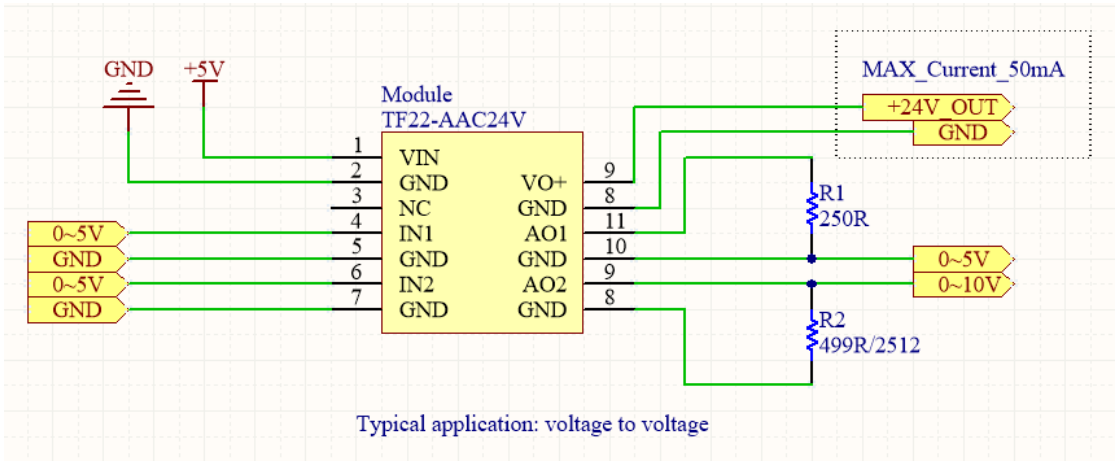 GND +5V
MAX_Current_50mA
Module
TF22-AAC24V
+24V_OUT
GND
1 VIN
2 GND
3 NC
4 IN1
5 GND
6 IN2
7 GND
VO+ 9
GND 8
AO1 11
GND 10
AO2 9
GND 8
0~5V
GND
0~5V
GND
R1
250R
0~5V
0~10V
R2
499R/2512
Typical application: voltage to voltage